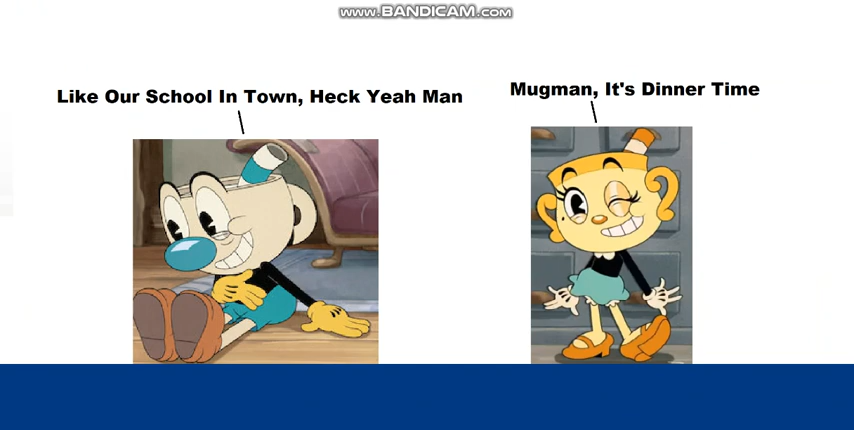 www.BANDICAM.com
Like Our School In Town, Heck Yeah Man
Mugman, It's Dinner Time